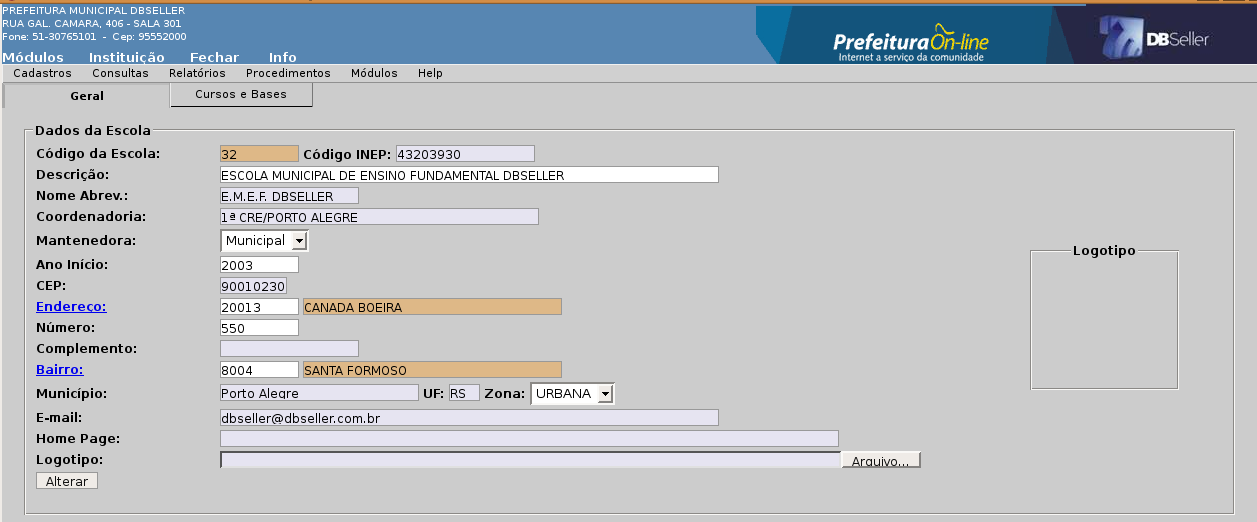 PREFEITURA MUNICIPAL DBSELLER
RUA GAL. CAMARA, 406 - SALA 301
Fone: 51-30765101 - Cep: 95552000
PrefeituraOn-line
Internet a serviço da comunidade
DBSeller
Módulos Instituição Fechar Info
Cadastros Consultas Relatórios Procedimentos Módulos Help
Geral Cursos e Bases
Dados da Escola
Código da Escola: 32 Código INEP: 43203930
Descrição: ESCOLA MUNICIPAL DE ENSINO FUNDAMENTAL DBSELLER
Nome Abrev.: E.M.E.F. DBSELLER
Coordenadoria: 1ª CRE/PORTO ALEGRE
Mantenedora: Municipal
Logotipo
Ano Início: 2003
CEP: 90010230
Endereço: 20013 CANADA BOEIRA
Número: 550
Complemento:
Bairro: 8004 SANTA FORMOSO
Município: Porto Alegre UF: RS Zona: URBANA
E-mail: dbseller@dbseller.com.br
Home Page:
Logotipo: Arquivo...
Alterar